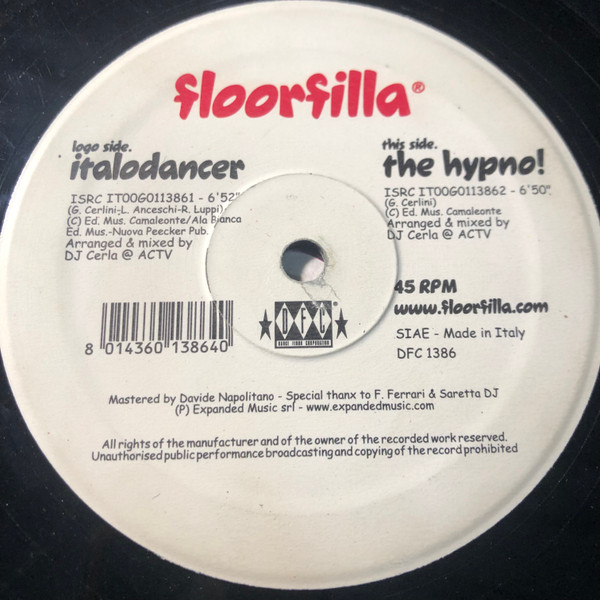 floorfilla®
logo side.
italodancer
ISRC IT00G0113861 - 6'52"
(G. Cerlini-L. Anceschi-R. Luppi)
(C) Ed. Mus. Camaleonte/Ala Bianca
Ed. Mus.-Nuova Peecker Pub.
Arranged & mixed by
DJ Cerla @ ACTV
this side.
the hypno!
ISRC IT00G0113862 - 6'50"
(G. Cerlini)
(C) Ed. Mus. Camaleonte
Arranged & mixed by
DJ Cerla @ ACTV
45 RPM
www.floorfilla.com
SIAE - Made in Italy
DFC 1386
8 014360 138640
DFC
DANCE FLOOR CORPORATION
Mastered by Davide Napolitano - Special thanx to F. Ferrari & Saretta DJ
(P) Expanded Music srl - www.expandedmusic.com
All rights of the manufacturer and of the owner of the recorded work reserved.
Unauthorised public performance broadcasting and copying of the record prohibited